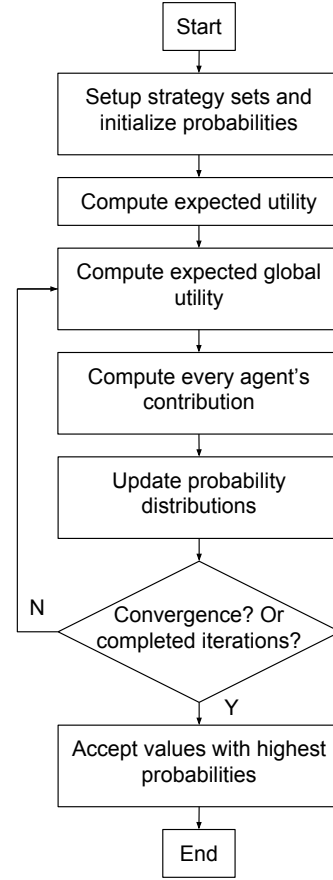 Start
Setup strategy sets and
initialize probabilities
Compute expected utility
Compute expected global
utility
Compute every agent’s
contribution
Update probability
distributions
N
Convergence? Or
completed iterations?
Y
Accept values with highest
probabilities
End